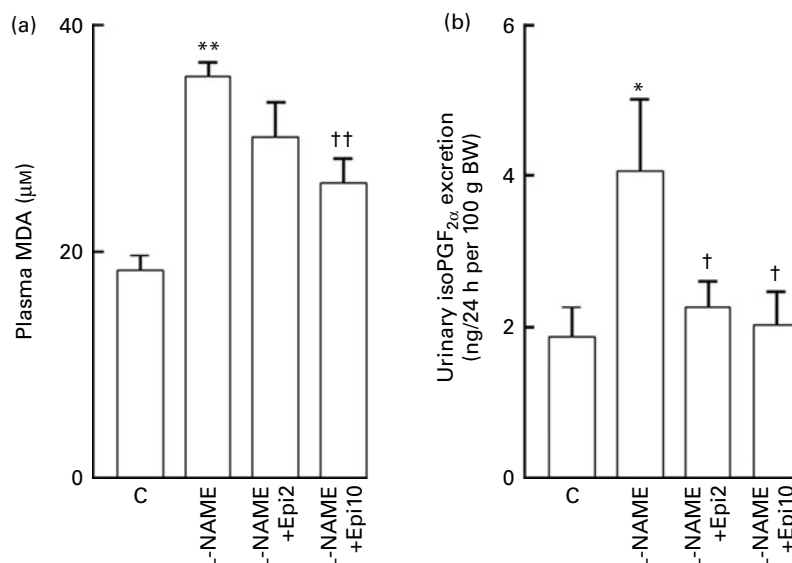 (a)
40
20
0
Plasma MDA (μM)
**
††
C
-NAME
-NAME
+Epi2
-NAME
+Epi10
(b)
6
4
2
0
Urinary isoPGF2α excretion
(ng/24 h per 100 g BW)
*
†
†
C
-NAME
-NAME
+Epi2
-NAME
+Epi10